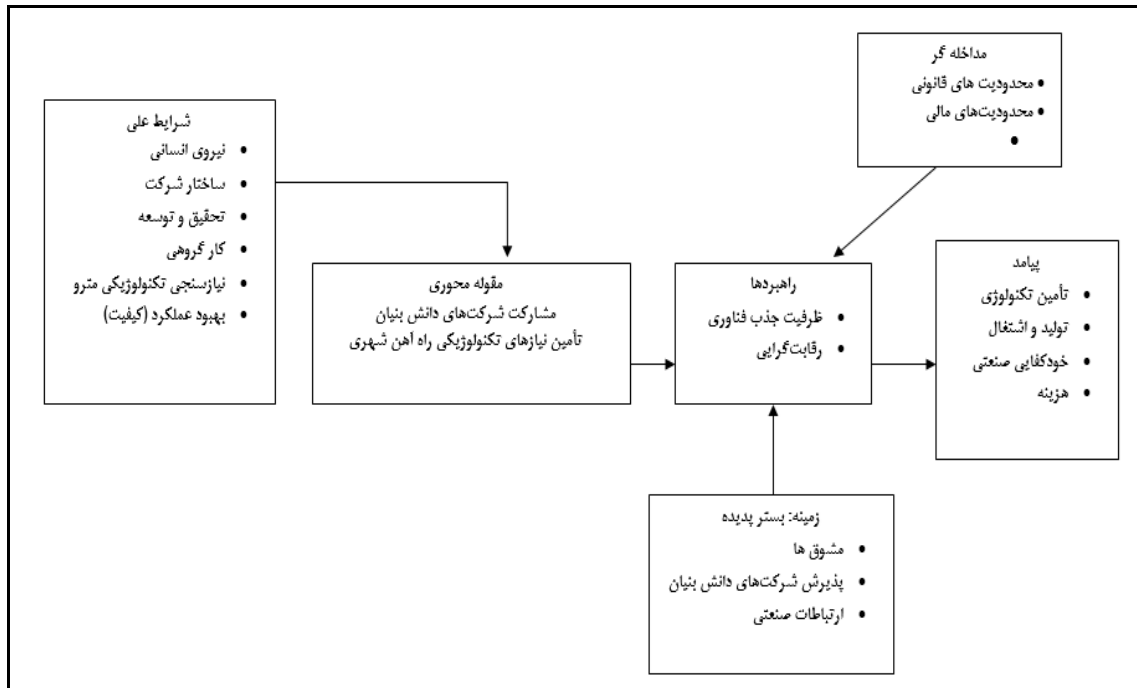 مداخله گر
• محدودیت های قانونی
• محدودیت‌های مالی
•
شرایط علی
• نیروی انسانی
• ساختار شرکت
• تحقیق و توسعه
• کار گروهی
• نیازسنجی تکنولوژیکی مترو
• بهبود عملکرد (کیفیت)
مقوله محوری
مشارکت شرکت‌های دانش بنیان
تأمین نیازهای تکنولوژیکی راه آهن شهری
راهبردها
• ظرفیت جذب فناوری
• رقابت‌گرایی
پیامد
• تأمین تکنولوژی
• تولید و اشتغال
• خودکفایی صنعتی
• هزینه
زمینه: بستر پدیده
• مشوق ها
• پذیرش شرکت‌های دانش بنیان
• ارتباطات صنعتی